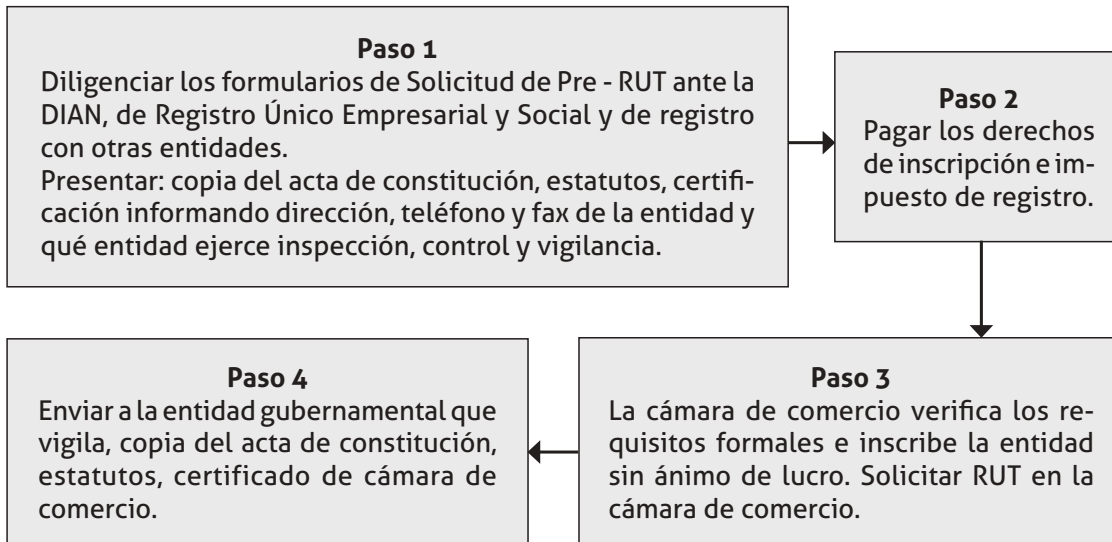 Paso 1
Diligenciar los formularios de Solicitud de Pre - RUT ante la
DIAN, de Registro Único Empresarial y Social y de registro
con otras entidades.
Presentar: copia del acta de constitución, estatutos, certifi-
cación informando dirección, teléfono y fax de la entidad y
qué entidad ejerce inspección, control y vigilancia.
Paso 2
Pagar los derechos
de inscripción e im-
puesto de registro.
Paso 3
La cámara de comercio verifica los re-
quisitos formales e inscribe la entidad
sin ánimo de lucro. Solicitar RUT en la
cámara de comercio.
Paso 4
Enviar a la entidad gubernamental que
vigila, copia del acta de constitución,
estatutos, certificado de cámara de
comercio.